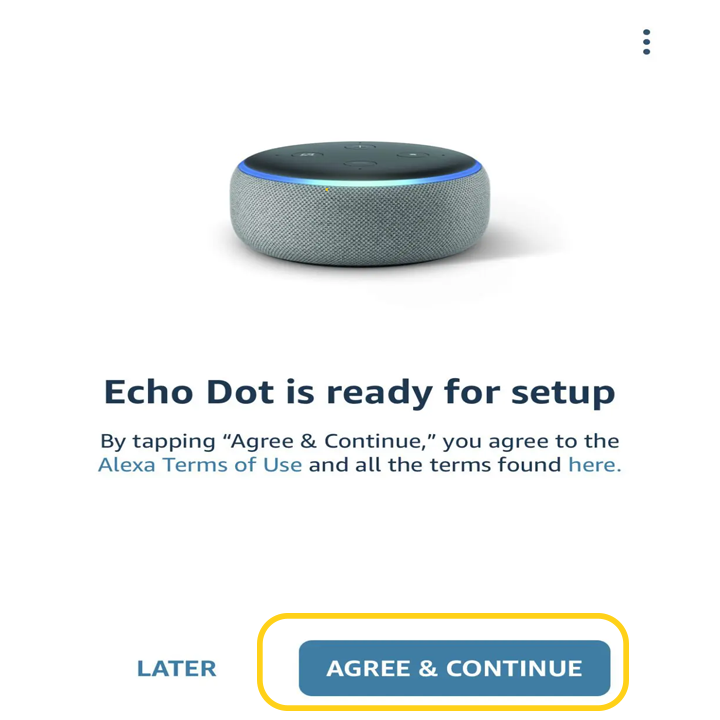 Echo Dot is ready for setup
By tapping “Agree & Continue,” you agree to the
Alexa Terms of Use and all the terms found here.
LATER
AGREE & CONTINUE